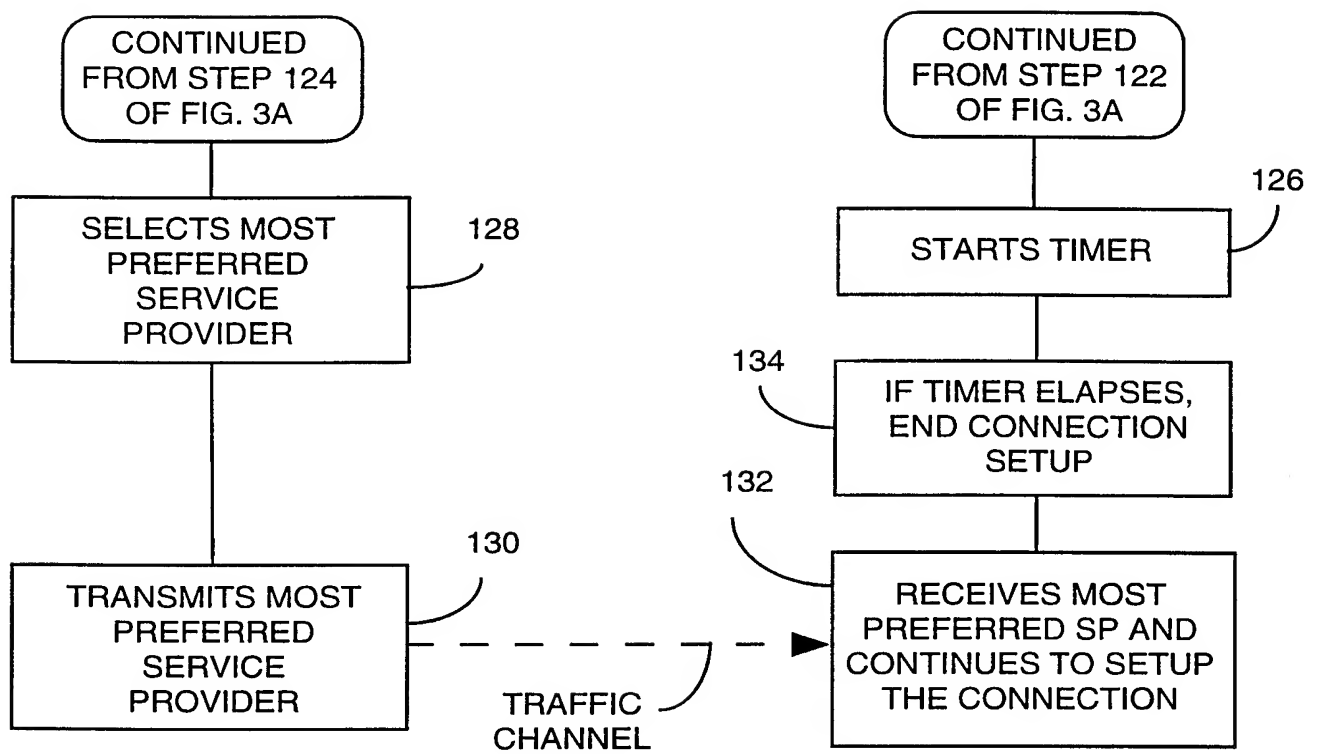 CONTINUED
FROM STEP 124
OF FIG. 3A
SELECTS MOST
PREFERRED
SERVICE
PROVIDER
128
TRANSMITS MOST
PREFERRED
SERVICE
PROVIDER
130
TRAFFIC
CHANNEL
CONTINUED
FROM STEP 122
OF FIG. 3A
126
STARTS TIMER
134
IF TIMER ELAPSES,
END CONNECTION
SETUP
132
RECEIVES MOST
PREFERRED SP AND
CONTINUES TO SETUP
THE CONNECTION